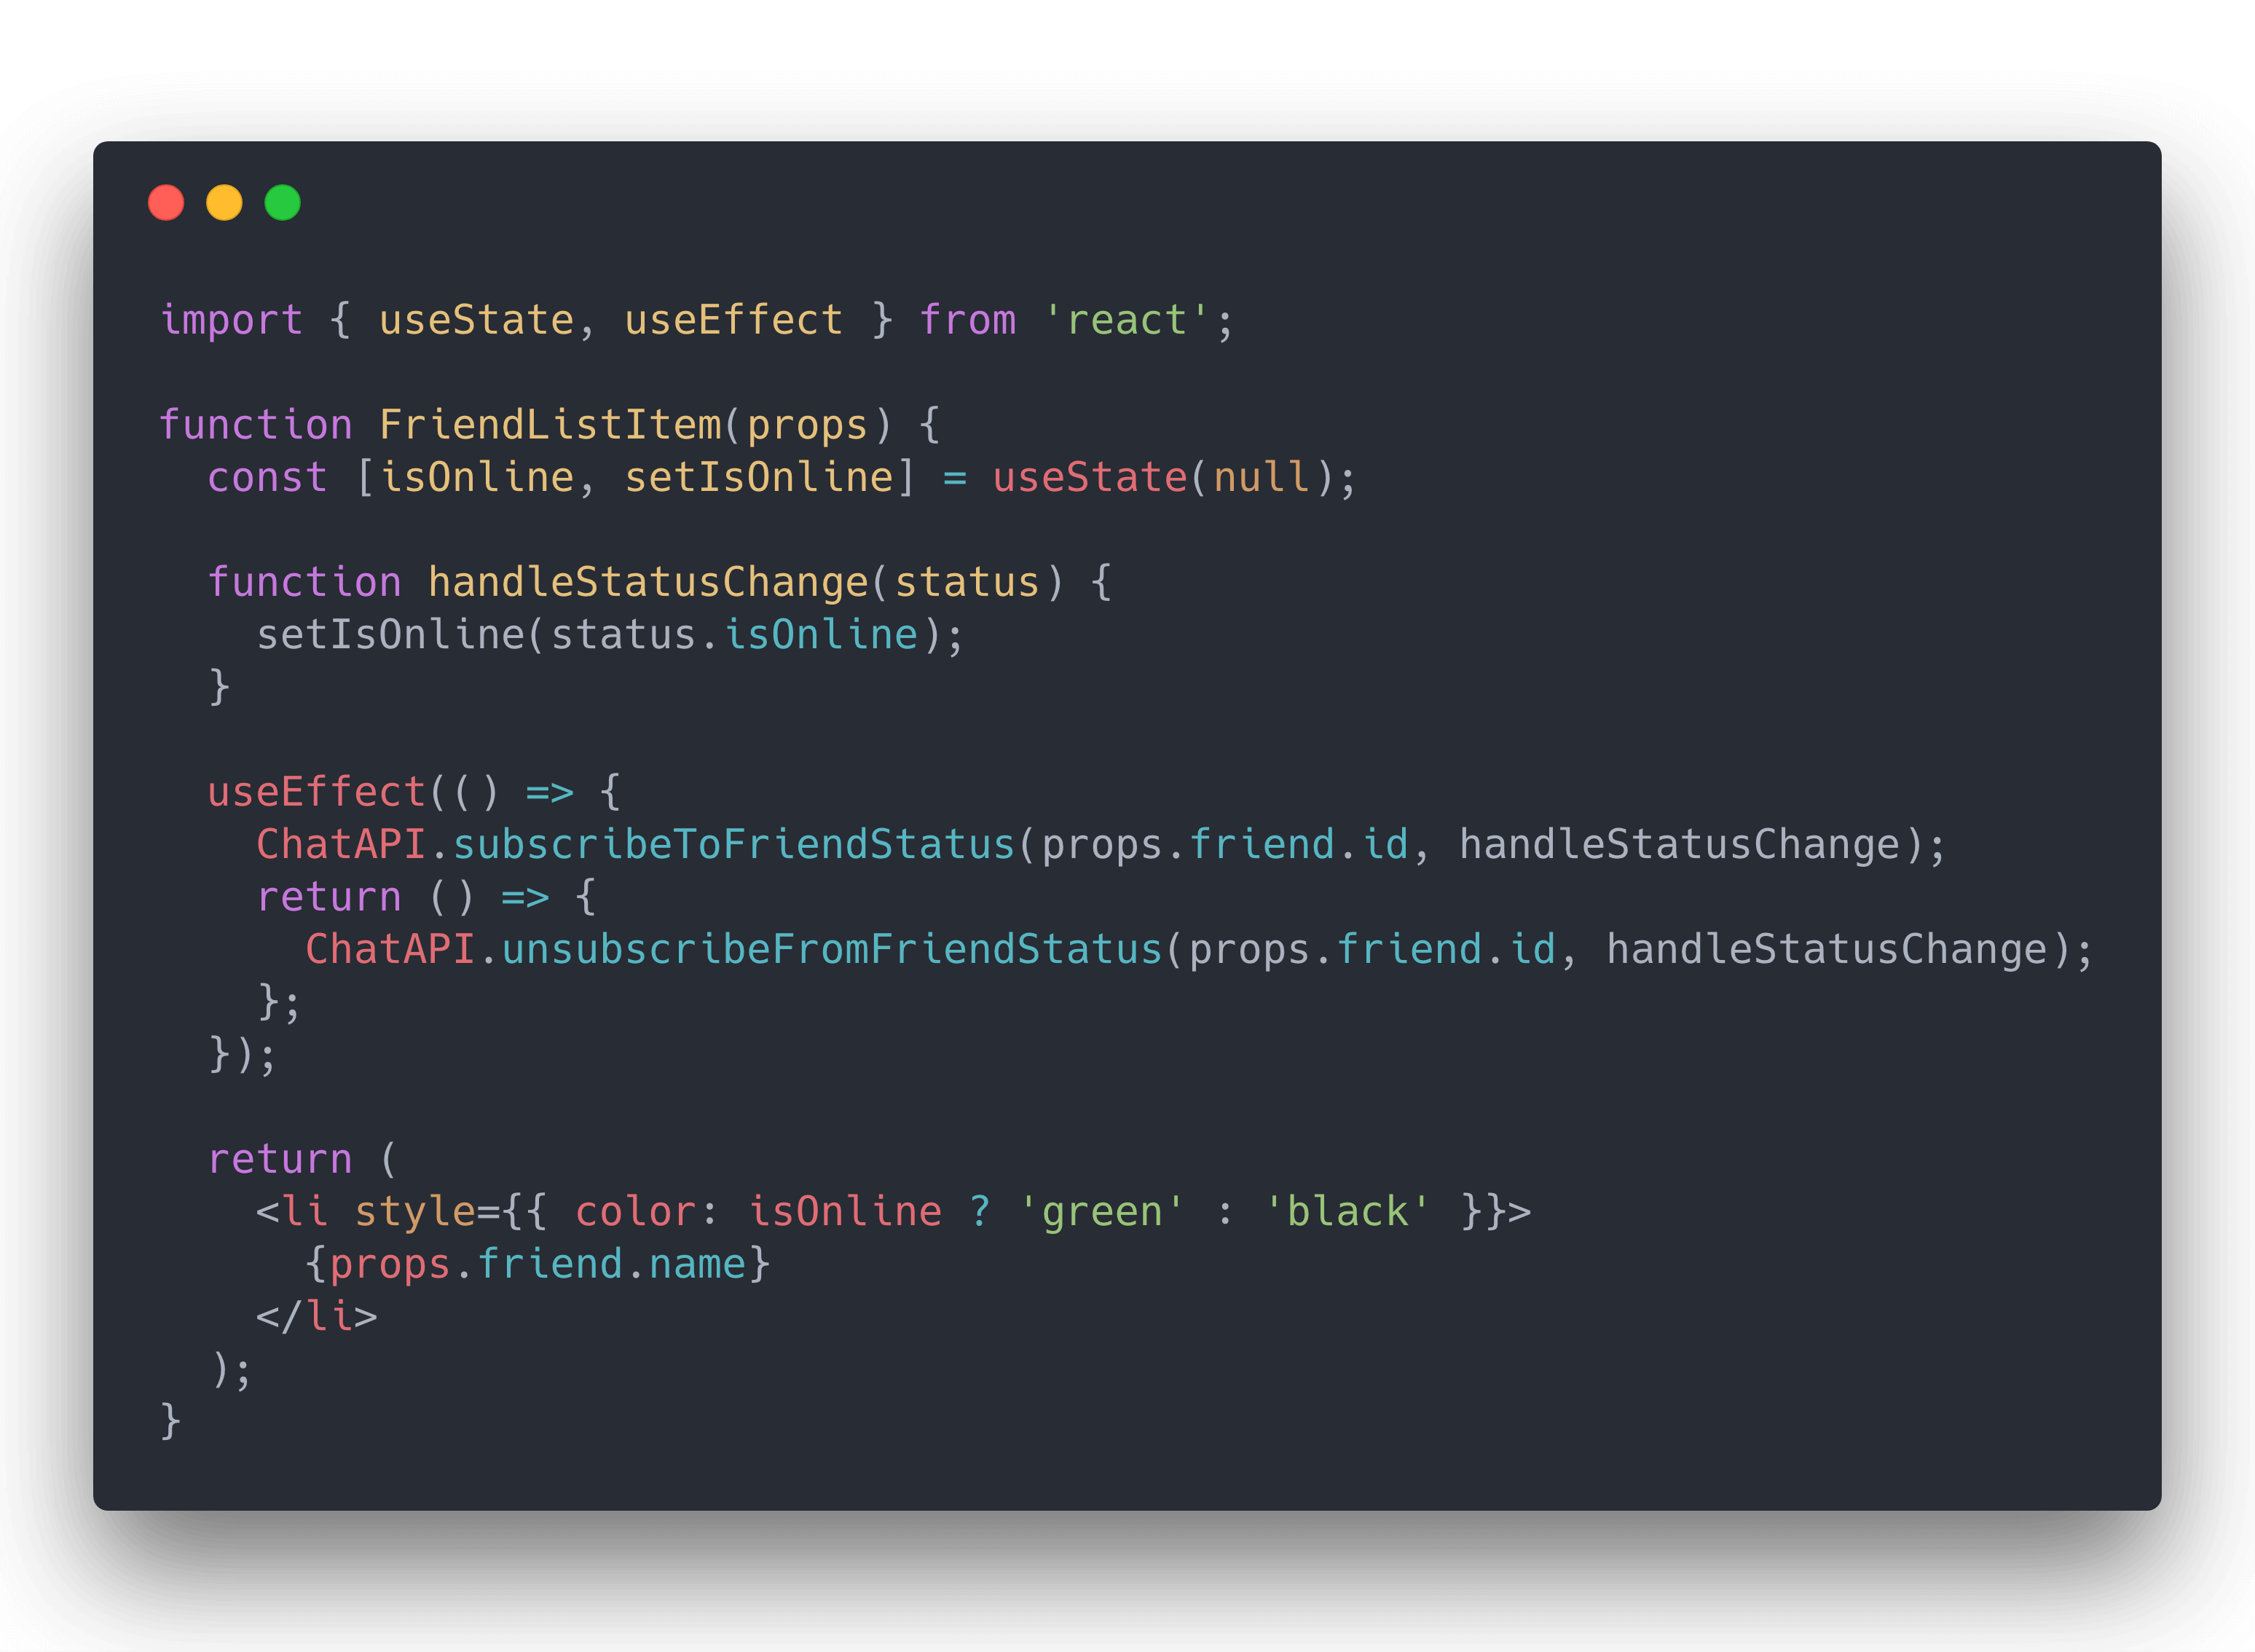 import { useState, useEffect } from 'react';

function FriendListItem(props) {
  const [isOnline, setIsOnline] = useState(null);

  function handleStatusChange(status) {
    setIsOnline(status.isOnline);
  }

  useEffect(() => {
    ChatAPI.subscribeToFriendStatus(props.friend.id, handleStatusChange);
    return () => {
      ChatAPI.unsubscribeFromFriendStatus(props.friend.id, handleStatusChange);
    };
  });

  return (
    <li style={{ color: isOnline ? 'green' : 'black' }}>
      {props.friend.name}
    </li>
  );
}